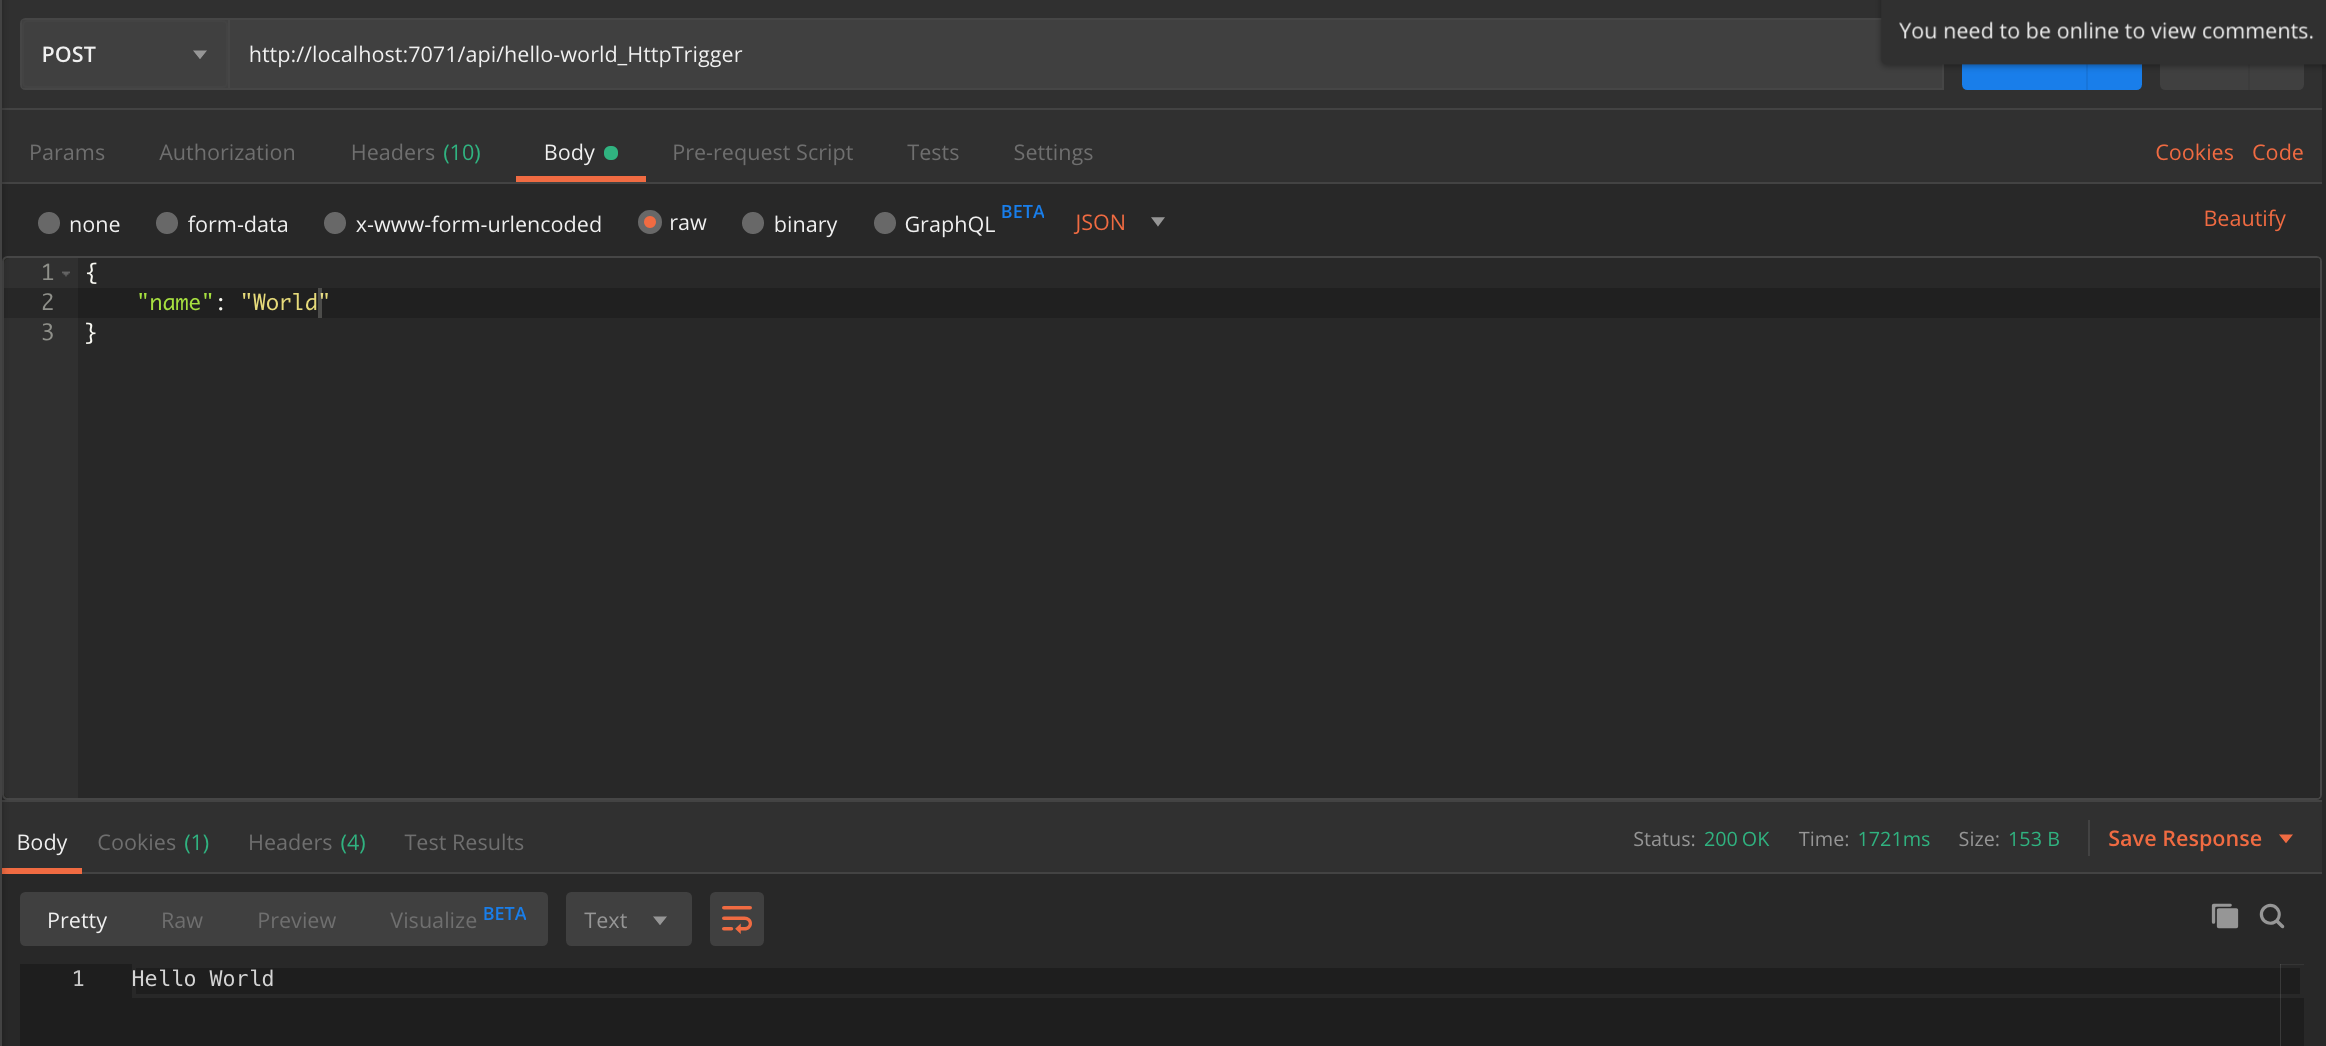 You need to be online to view comments.
POST http://localhost:7071/api/hello-world_HttpTrigger
Params Authorization Headers (10) Body Pre-request Script Tests Settings Cookies Code
none form-data x-www-form-urlencoded raw binary GraphQL BETA JSON Beautify
1 {
2 "name": "World"
3 }
Body Cookies (1) Headers (4) Test Results Status: 200 OK Time: 1721ms Size: 153 B Save Response
Pretty Raw Preview Visualize BETA Text
1 Hello World